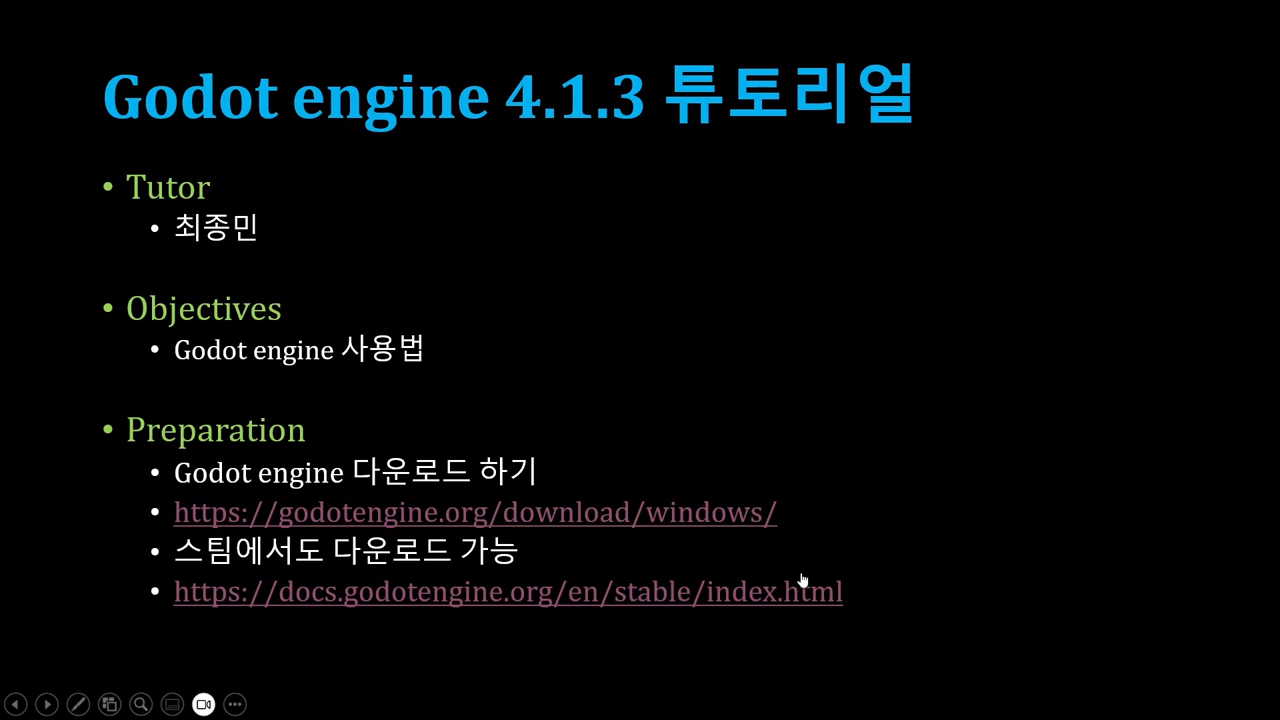 Godot engine 4.1.3 튜토리얼
• Tutor
• 최종민
• Objectives
• Godot engine 사용법
• Preparation
• Godot engine 다운로드 하기
• https://godotengine.org/download/windows/
• 스팀에서도 다운로드 가능
• https://docs.godotengine.org/en/stable/index.html